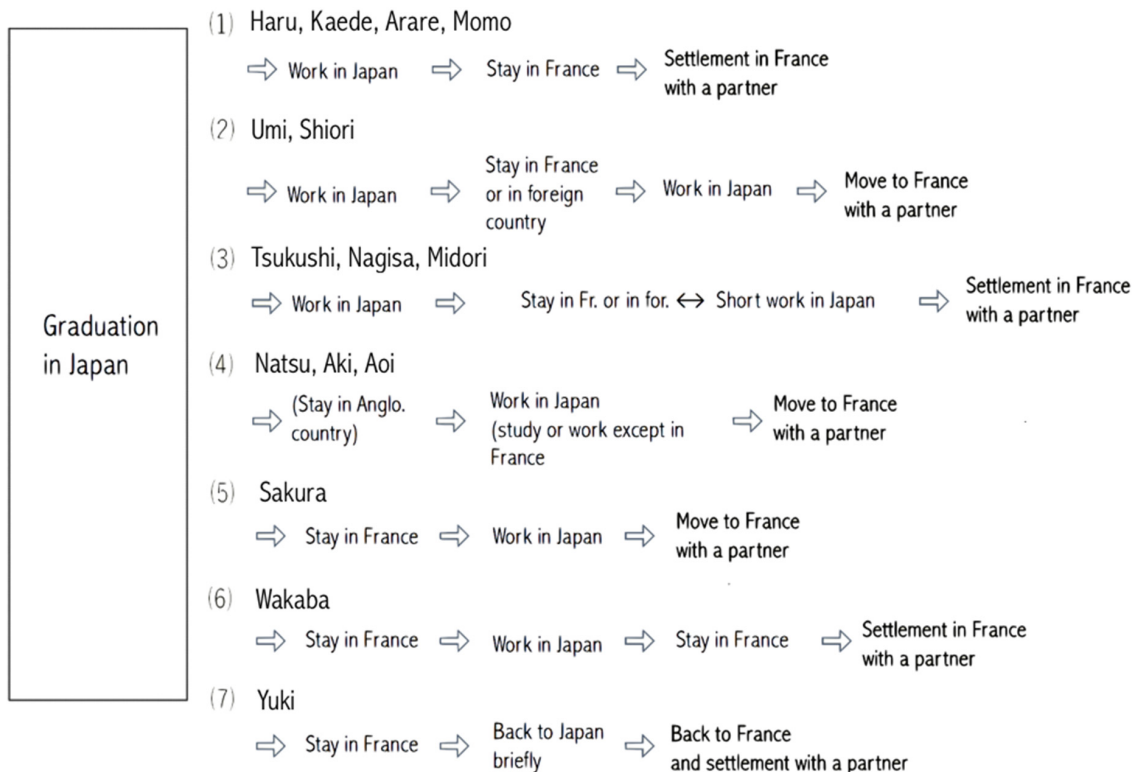 Graduation
in Japan
(1) Haru, Kaede, Arare, Momo
⇨ Work in Japan ⇨ Stay in France ⇨ Settlement in France
with a partner
(2) Umi, Shiori
⇨ Work in Japan ⇨ Stay in France
or in foreign
country ⇨ Work in Japan ⇨ Move to France
with a partner
(3) Tsukushi, Nagisa, Midori
⇨ Work in Japan ⇨ Stay in Fr. or in for. ↔ Short work in Japan ⇨ Settlement in France
with a partner
(4) Natsu, Aki, Aoi
⇨ (Stay in Anglo.
country) ⇨ Work in Japan
(study or work except in
France ⇨ Move to France
with a partner
(5) Sakura
⇨ Stay in France ⇨ Work in Japan ⇨ Move to France
with a partner
(6) Wakaba
⇨ Stay in France ⇨ Work in Japan ⇨ Stay in France ⇨ Settlement in France
with a partner
(7) Yuki
⇨ Stay in France ⇨ Back to Japan
briefly ⇨ Back to France
and settlement with a partner